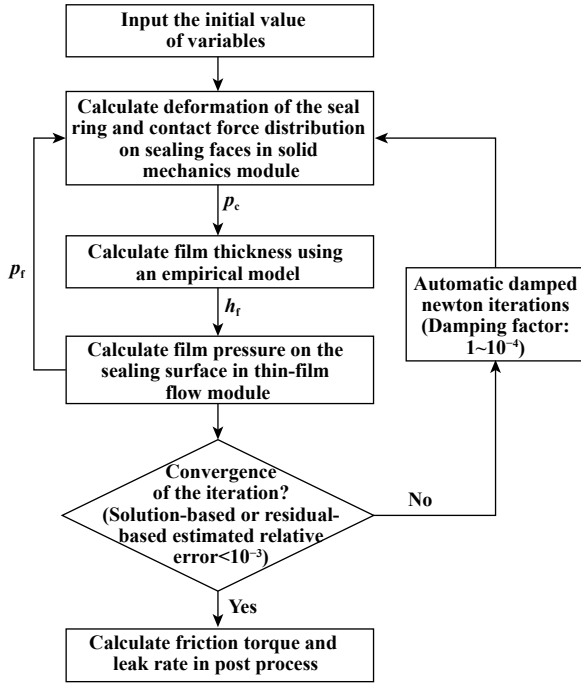 Input the initial value
of variables
Calculate deformation of the seal
ring and contact force distribution
on sealing faces in solid
mechanics module
p_c
Calculate film thickness using
an empirical model
p_f
h_f
Automatic damped
newton iterations
(Damping factor:
1~10⁻⁴)
Calculate film pressure on the
sealing surface in thin-film
flow module
Convergence
of the iteration?
(Solution-based or residual-
based estimated relative
error<10⁻³)
No
Yes
Calculate friction torque and
leak rate in post process